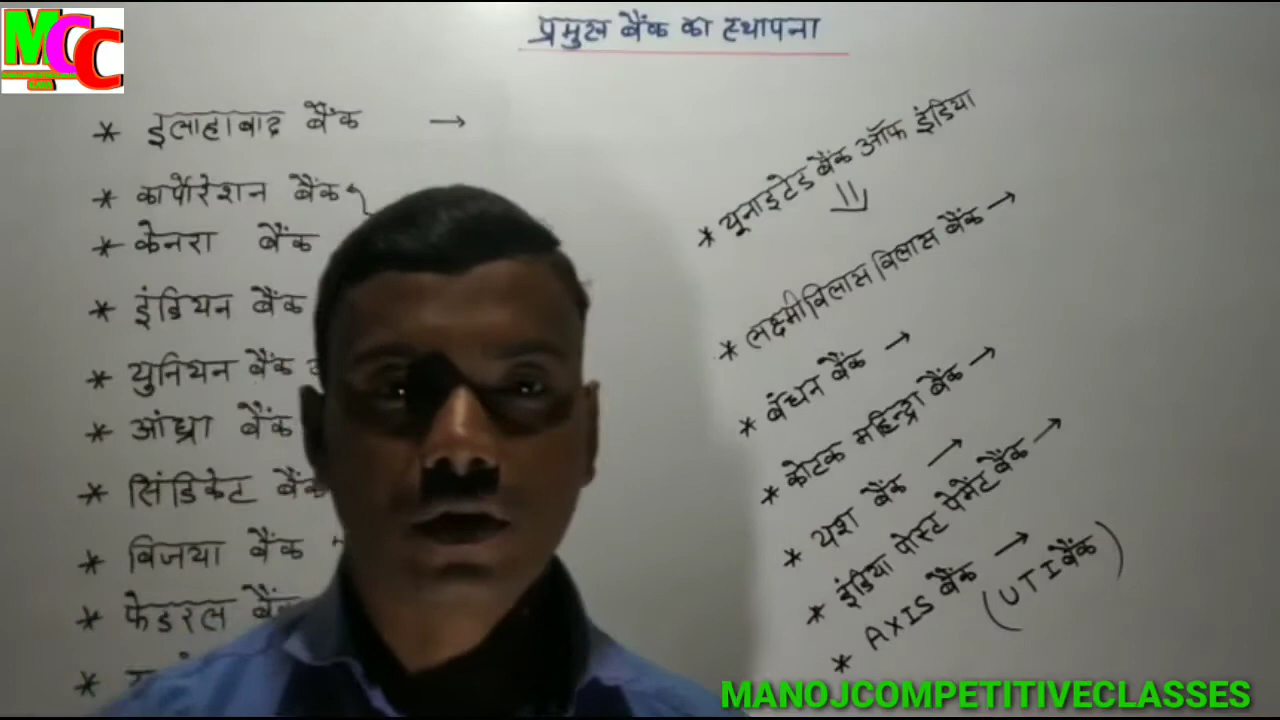 MCC
प्रमुख बैंक का स्थापना
* इलाहाबाद बैंक →
* कार्पोरेशन बैंक
* केनरा बैंक
* इंडियन बैंक
* युनियन बैंक
* आंध्रा बैंक
* सिंडिकेट बैंक
* विजया बैंक
* फेडरल बैंक
* यूनाइटेड बैंक ऑफ इंडिया
* लक्ष्मीविलास विलास बैंक →
* बंधन बैंक →
* कोटक महिन्द्रा बैंक →
* यश बैंक →
* इंडिया पोस्ट पेमेंट बैंक →
* AXIS बैंक →
(UTI बैंक)
MANOJCOMPETITIVECLASSES